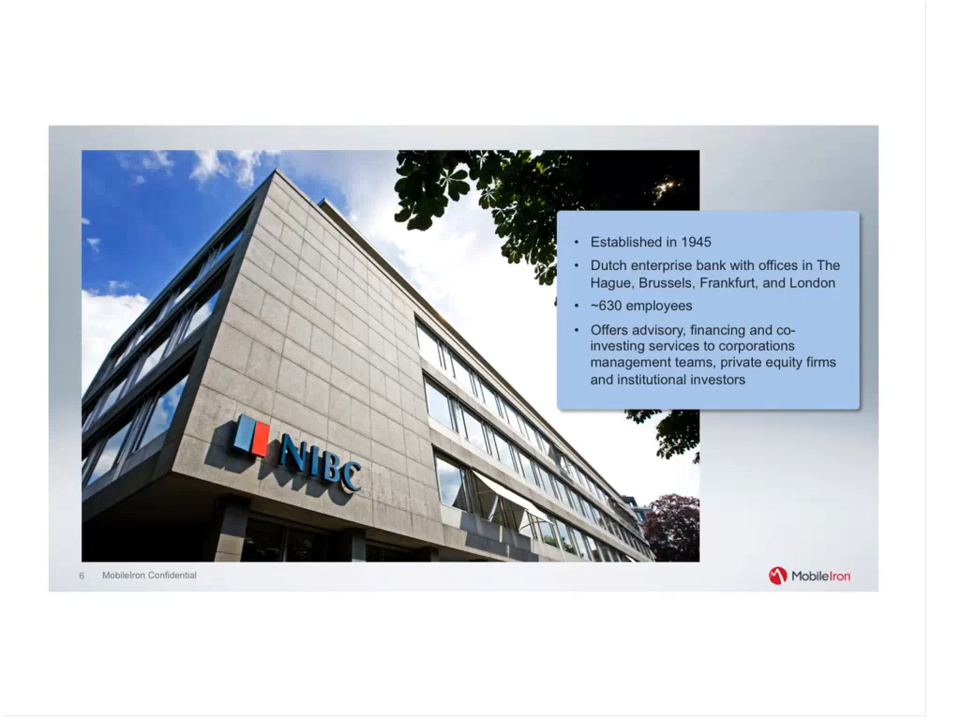 • Established in 1945
• Dutch enterprise bank with offices in The
Hague, Brussels, Frankfurt, and London
• ~630 employees
• Offers advisory, financing and co-
investing services to corporations
management teams, private equity firms
and institutional investors
NIBC
6 MobileIron Confidential
MobileIron